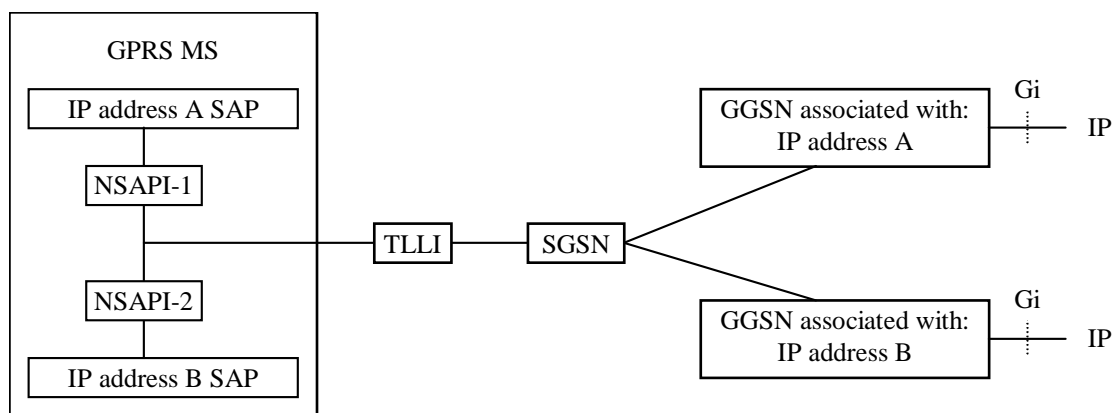 GPRS MS
IP address A SAP
NSAPI-1
NSAPI-2
IP address B SAP
TLLI
SGSN
GGSN associated with:
IP address A
Gi
IP
GGSN associated with:
IP address B
Gi
IP